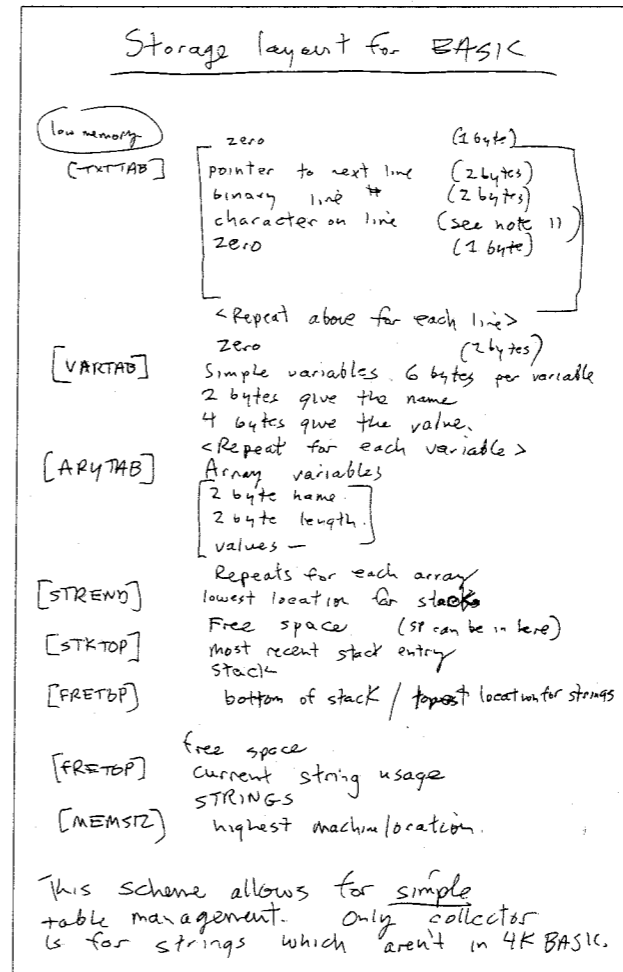 Storage layout for BASIC
low memory
zero (1 byte)
[TXTTAB] pointer to next line (2 bytes)
binary line # (2 bytes)
character on line (see note 11)
zero (1 byte)
<Repeat above for each line>
zero (2 bytes)
[VARTAB] Simple variables. 6 bytes per variable
2 bytes give the name
4 bytes give the value.
<Repeat for each variable>
[ARYTAB] Array variables
2 byte name.
2 byte length.
values —
Repeats for each array
[STREND] lowest location for stack
Free space (SP can be in here)
[STKTOP] most recent stack entry
stack
[FRETOP] bottom of stack / location for strings
free space
[FRETOP] current string usage
STRINGS
[MEMSIZ] highest machine location.
This scheme allows for simple
table management. Only collector
is for strings which aren't in 4K BASIC.